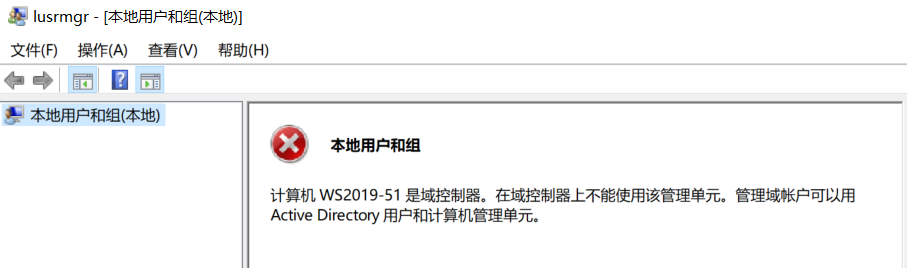 lusrmgr - [本地用户和组(本地)]
文件(F) 操作(A) 查看(V) 帮助(H)
本地用户和组(本地)
本地用户和组
计算机 WS2019-51 是域控制器。在域控制器上不能使用该管理单元。管理域帐户可以用
Active Directory 用户和计算机管理单元。